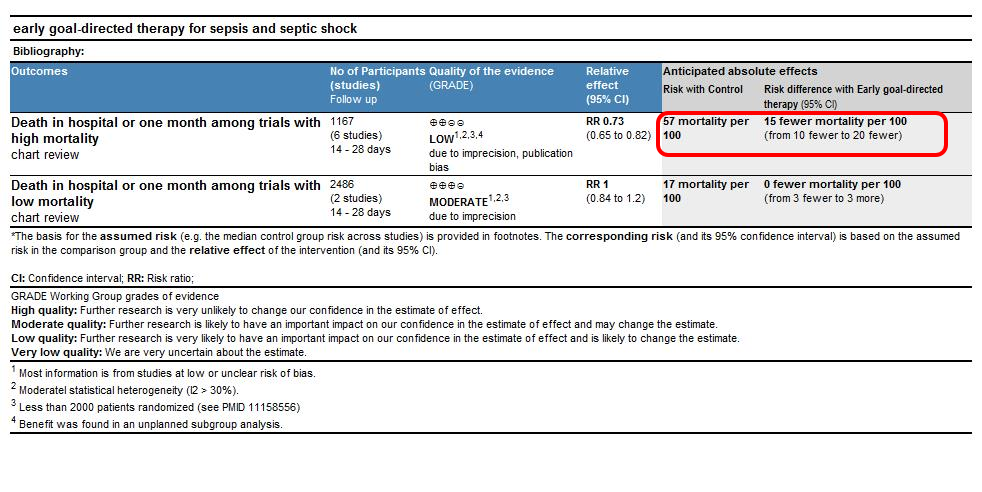 early goal-directed therapy for sepsis and septic shock
Bibliography:
Outcomes
No of Participants
(studies)
Follow up
Quality of the evidence
(GRADE)
Relative
effect
(95% CI)
Anticipated absolute effects
Risk with Control
Risk difference with Early goal-directed
therapy (95% CI)
Death in hospital or one month among trials with
high mortality
chart review
1167
(6 studies)
14 - 28 days
⊕⊕⊖⊖
LOW1,2,3,4
due to imprecision, publication
bias
RR 0.73
(0.65 to 0.82)
57 mortality per
100
15 fewer mortality per 100
(from 10 fewer to 20 fewer)
Death in hospital or one month among trials with
low mortality
chart review
2486
(2 studies)
14 - 28 days
⊕⊕⊕⊖
MODERATE1,2,3
due to imprecision
RR 1
(0.84 to 1.2)
17 mortality per
100
0 fewer mortality per 100
(from 3 fewer to 3 more)
*The basis for the assumed risk (e.g. the median control group risk across studies) is provided in footnotes. The corresponding risk (and its 95% confidence interval) is based on the assumed
risk in the comparison group and the relative effect of the intervention (and its 95% CI).
CI: Confidence interval; RR: Risk ratio;
GRADE Working Group grades of evidence
High quality: Further research is very unlikely to change our confidence in the estimate of effect.
Moderate quality: Further research is likely to have an important impact on our confidence in the estimate of effect and may change the estimate.
Low quality: Further research is very likely to have an important impact on our confidence in the estimate of effect and is likely to change the estimate.
Very low quality: We are very uncertain about the estimate.
1 Most information is from studies at low or unclear risk of bias.
2 Moderatel statistical heterogeneity (I2 > 30%).
3 Less than 2000 patients randomized (see PMID 11158556)
4 Benefit was found in an unplanned subgroup analysis.